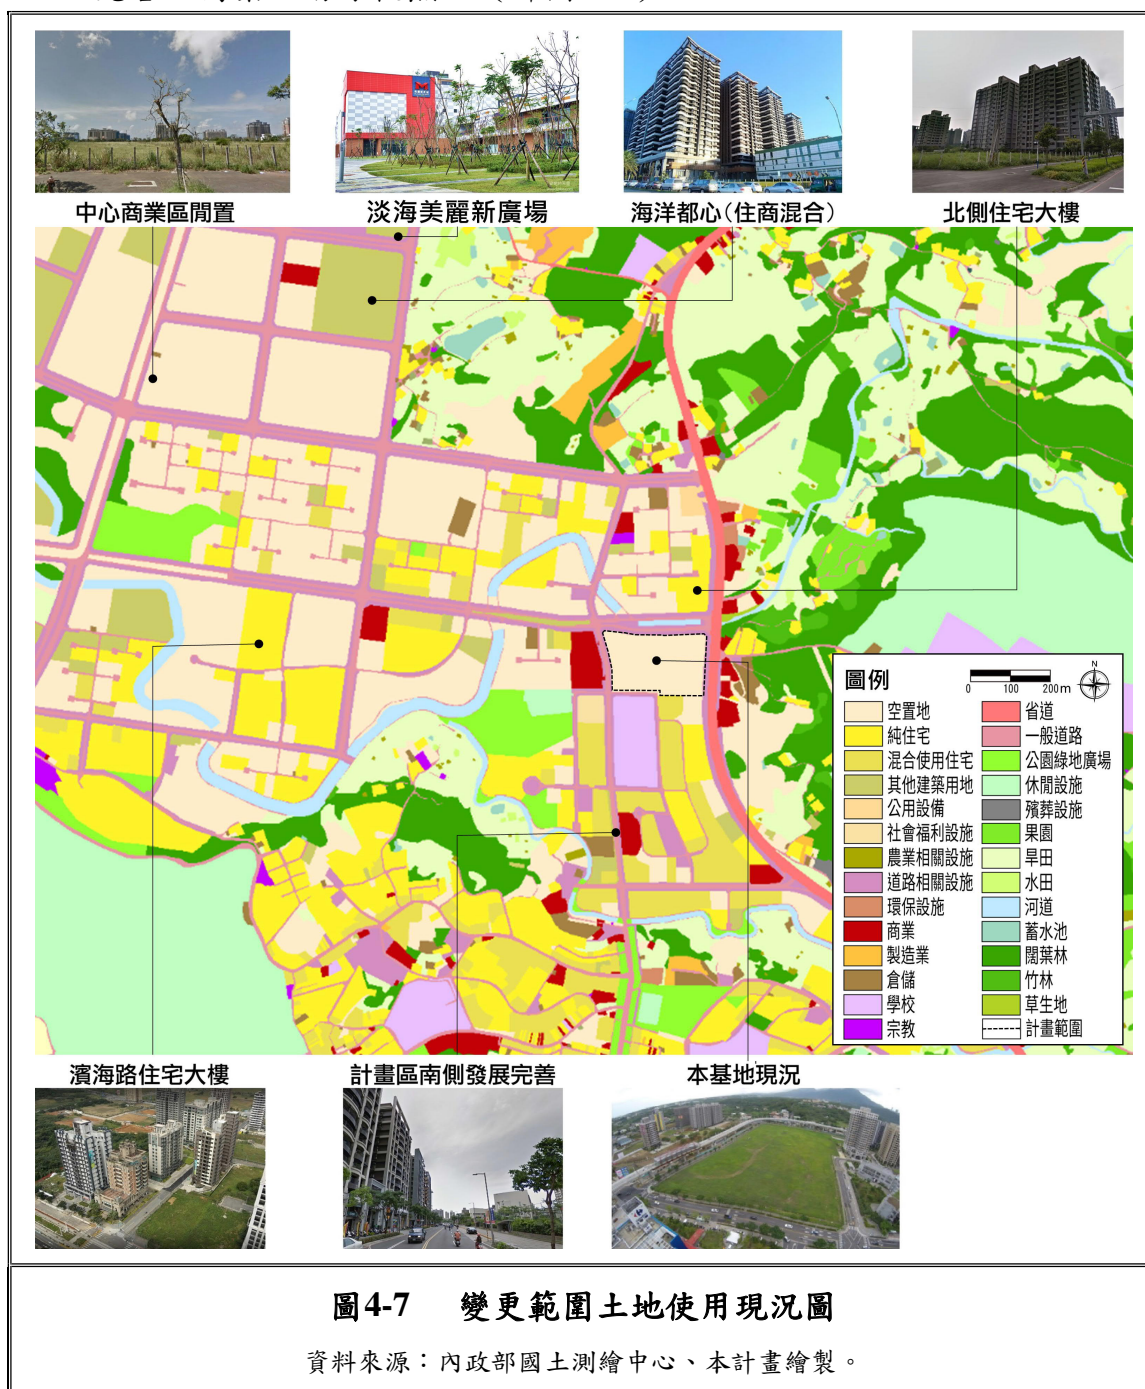 中心商業區閒置
淡海美麗新廣場
海洋都心(住商混合)
北側住宅大樓
圖例
0 100 200m
N
空置地
純住宅
混合使用住宅
其他建築用地
公用設備
社會福利設施
農業相關設施
道路相關設施
環保設施
商業
製造業
倉儲
學校
宗教
省道
一般道路
公園綠地廣場
休閒設施
殯葬設施
果園
旱田
水田
河道
蓄水池
闊葉林
竹林
草生地
計畫範圍
濱海路住宅大樓
計畫區南側發展完善
本基地現況
圖4-7 變更範圍土地使用現況圖
資料來源：內政部國土測繪中心、本計畫繪製。